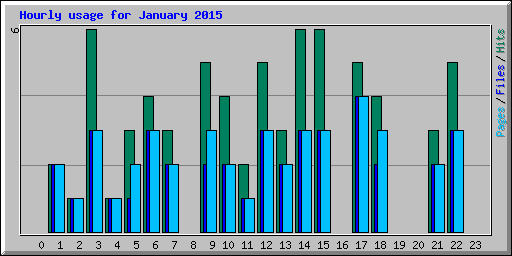 Hourly usage for January 2015
6
Pages / Files / Hits
0 1 2 3 4 5 6 7 8 9 10 11 12 13 14 15 16 17 18 19 20 21 22 23